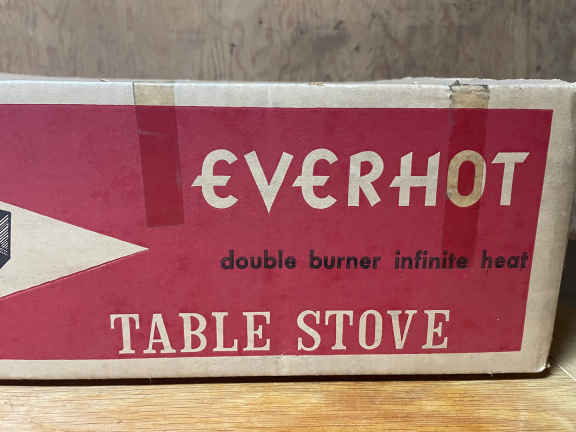 EVERHOT
double burner infinite heat
TABLE STOVE